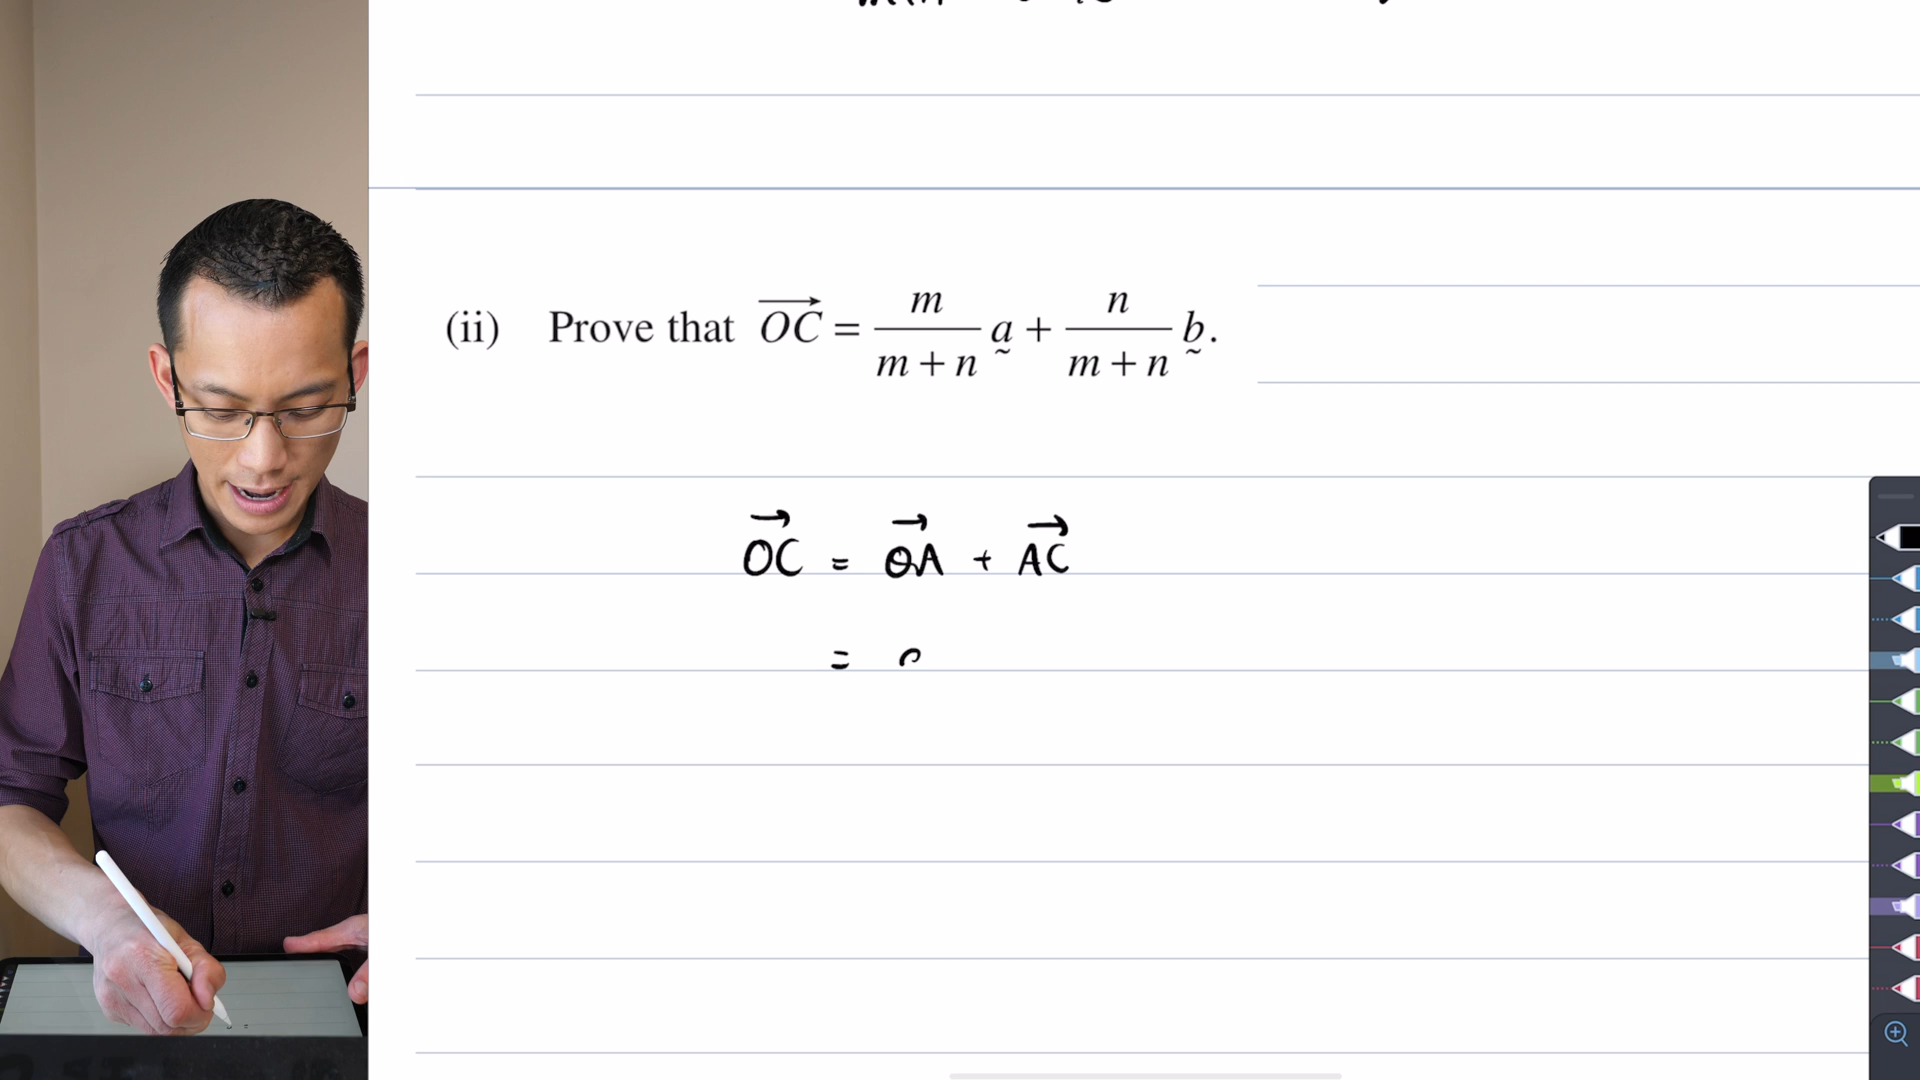 (ii) Prove that \overrightarrow{OC} = \frac{m}{m+n} \underset{\sim}{a} + \frac{n}{m+n} \underset{\sim}{b}.
\overrightarrow{OC} = \overrightarrow{OA} + \overrightarrow{AC}
=